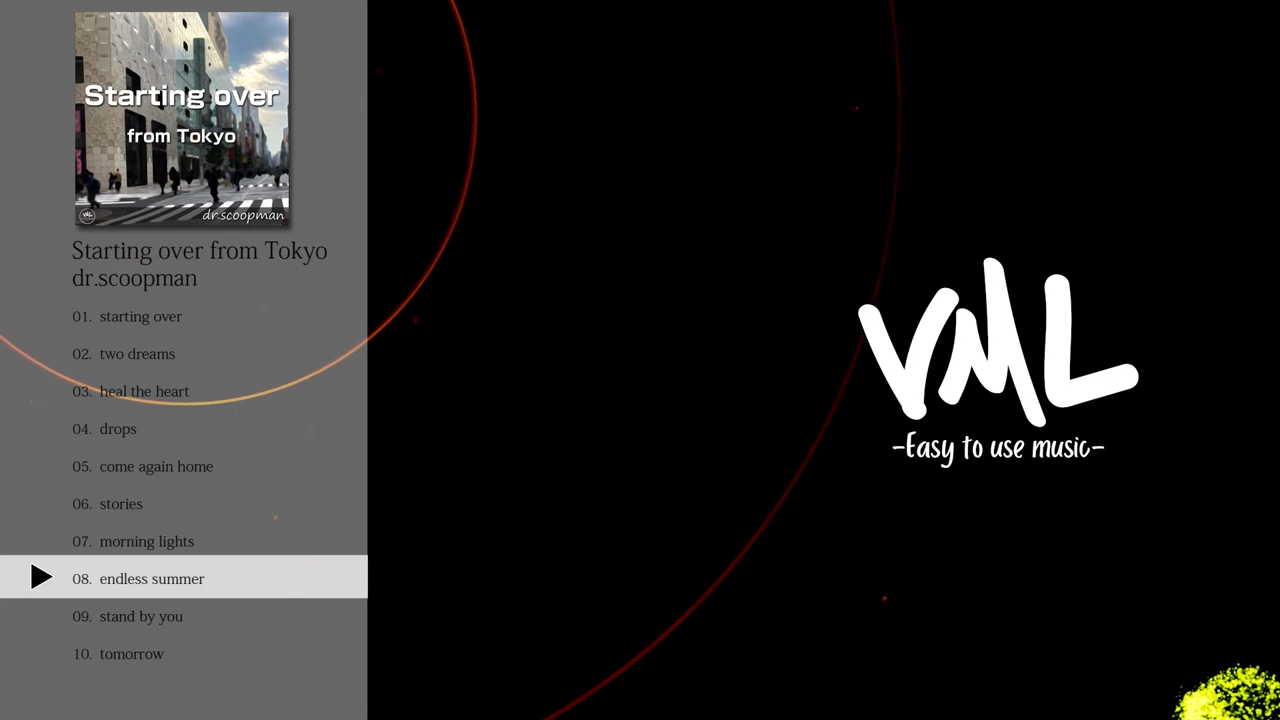 Starting over
from Tokyo
VML
dr.scoopman
Starting over from Tokyo
dr.scoopman
01. starting over
02. two dreams
03. heal the heart
04. drops
05. come again home
06. stories
07. morning lights
08. endless summer
09. stand by you
10. tomorrow
VML
-Easy to use music-